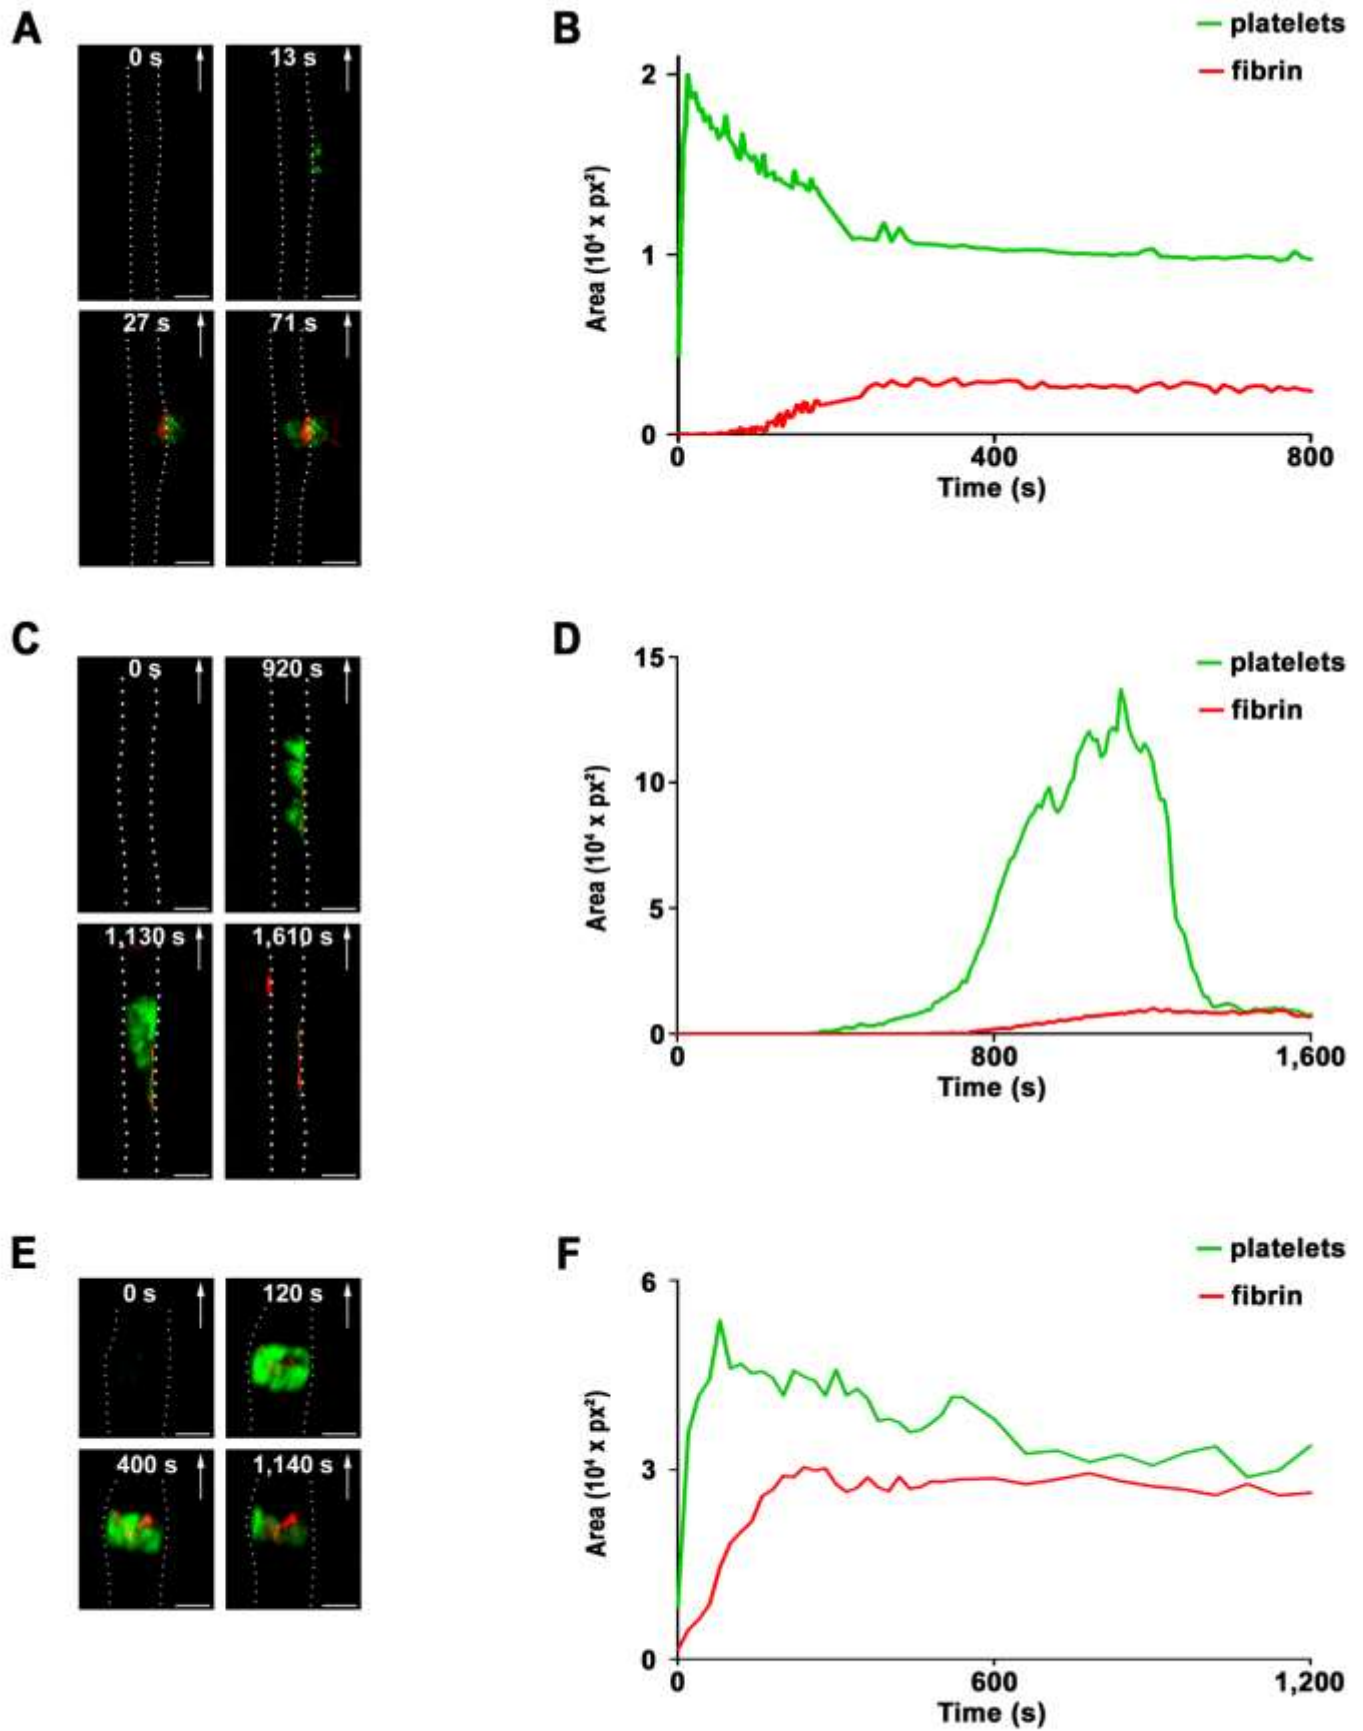 A
0 s
13 s
27 s
71 s
B
platelets
fibrin
Area (10⁴ x px²)
2
1
0
0
400
800
Time (s)
C
0 s
920 s
1,130 s
1,610 s
D
platelets
fibrin
Area (10⁴ x px²)
15
10
5
0
0
800
1,600
Time (s)
E
0 s
120 s
400 s
1,140 s
F
platelets
fibrin
Area (10⁴ x px²)
6
3
0
0
600
1,200
Time (s)